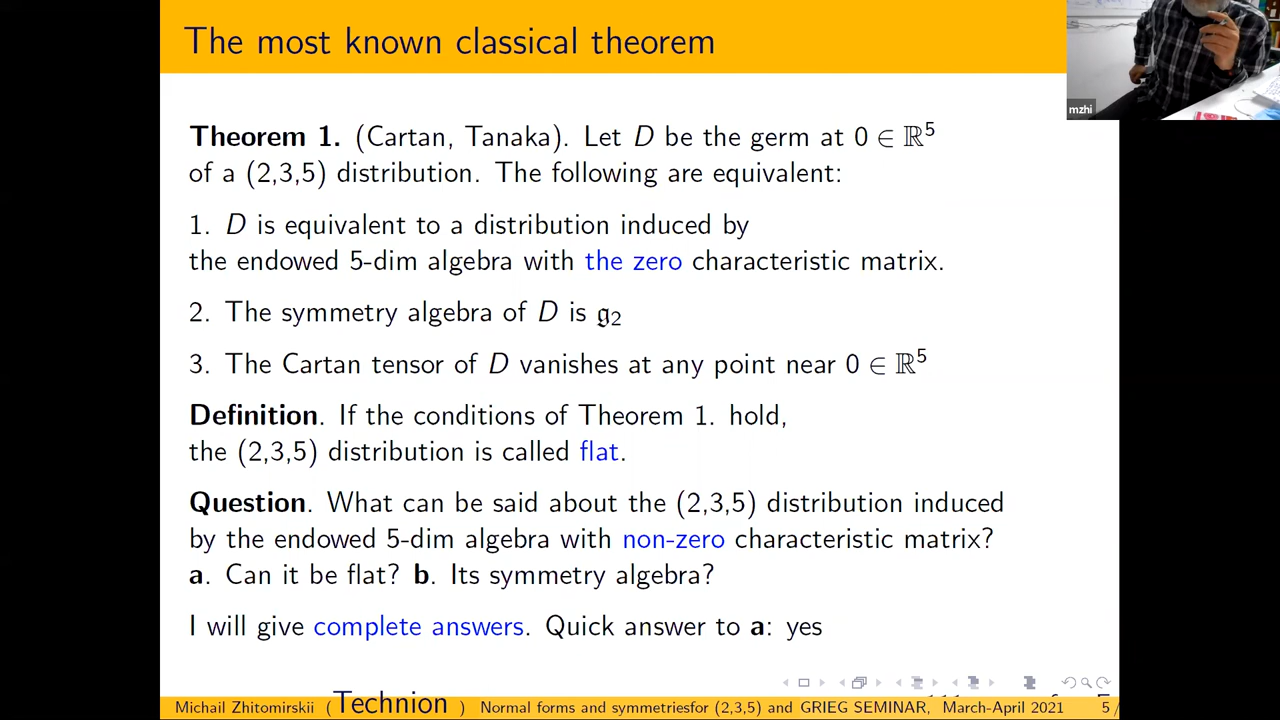 The most known classical theorem
mzhi
Theorem 1. (Cartan, Tanaka). Let D be the germ at 0 ∈ ℝ⁵
of a (2,3,5) distribution. The following are equivalent:
1. D is equivalent to a distribution induced by
the endowed 5-dim algebra with the zero characteristic matrix.
2. The symmetry algebra of D is 𝔤₂
3. The Cartan tensor of D vanishes at any point near 0 ∈ ℝ⁵
Definition. If the conditions of Theorem 1. hold,
the (2,3,5) distribution is called flat.
Question. What can be said about the (2,3,5) distribution induced
by the endowed 5-dim algebra with non-zero characteristic matrix?
a. Can it be flat? b. Its symmetry algebra?
I will give complete answers. Quick answer to a: yes
Michail Zhitomirskii ( Technion ) Normal forms and symmetriesfor (2,3,5) and GRIEG SEMINAR, March-April 2021 5 /